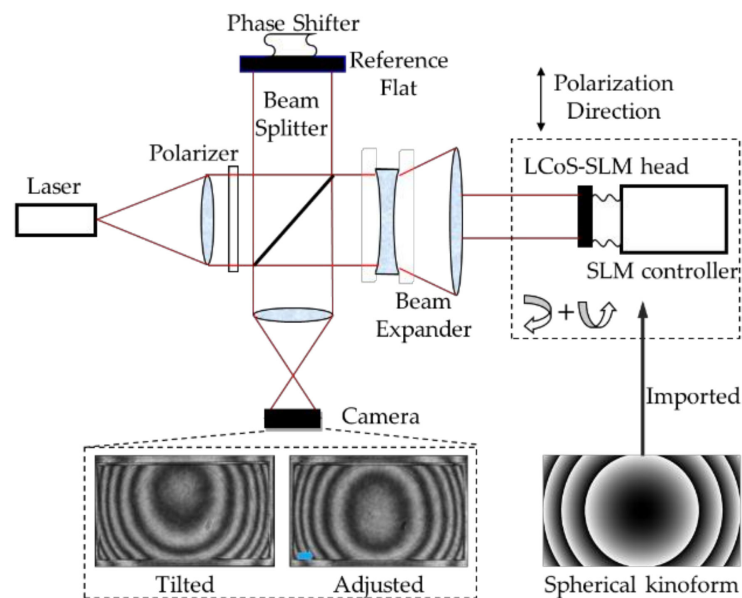 Phase Shifter
Reference
Flat
Beam
Splitter
Polarization
Direction
Polarizer
Laser
LCoS-SLM head
SLM controller
Beam
Expander
+
Imported
Camera
Tilted
Adjusted
Spherical kinoform